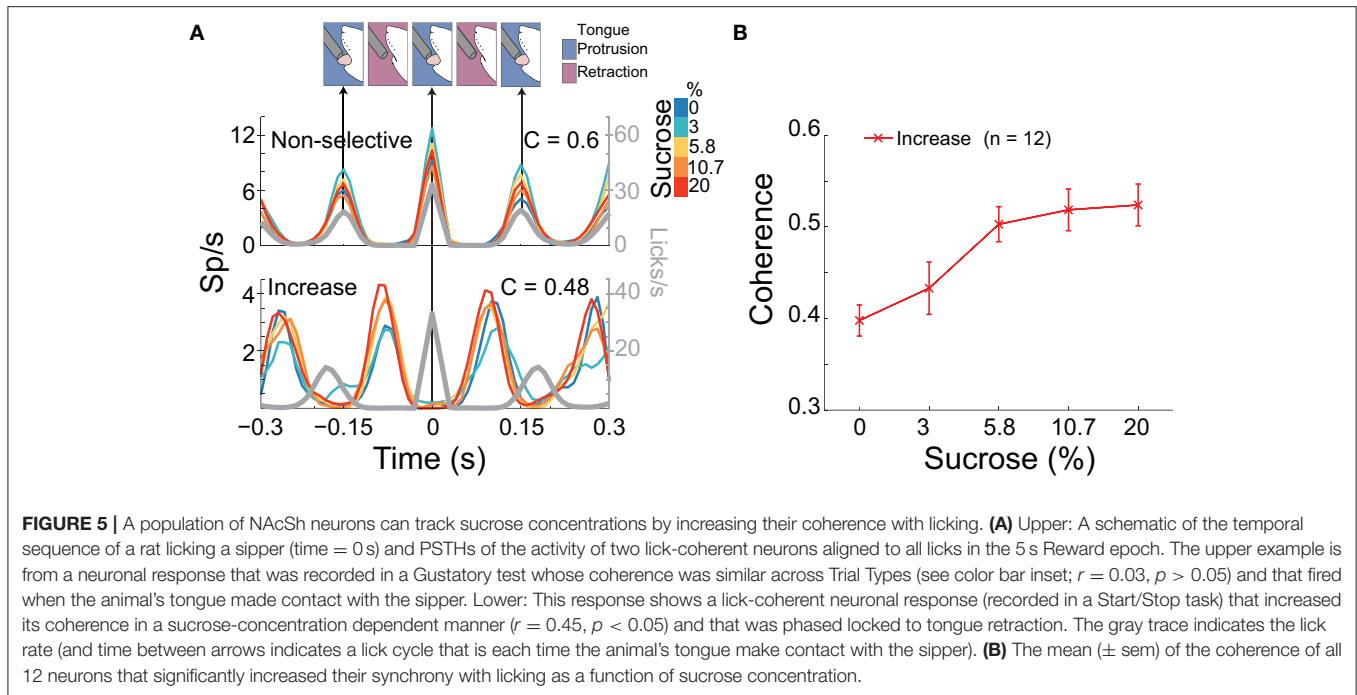 A
Tongue
Protrusion
Retraction
%
0
3
5.8
10.7
20
Sucrose
Non-selective
C = 0.6
12
6
0
60
30
0
Sp/s
Licks/s
Increase
C = 0.48
4
2
40
20
−0.3
−0.15
0
0.15
0.3
Time (s)
B
Increase (n = 12)
0.6
0.5
0.4
0.3
Coherence
0
3
5.8
10.7
20
Sucrose (%)
FIGURE 5 | A population of NAcSh neurons can track sucrose concentrations by increasing their coherence with licking. (A) Upper: A schematic of the temporal
sequence of a rat licking a sipper (time = 0 s) and PSTHs of the activity of two lick-coherent neurons aligned to all licks in the 5 s Reward epoch. The upper example is
from a neuronal response that was recorded in a Gustatory test whose coherence was similar across Trial Types (see color bar inset; r = 0.03, p > 0.05) and that fired
when the animal's tongue made contact with the sipper. Lower: This response shows a lick-coherent neuronal response (recorded in a Start/Stop task) that increased
its coherence in a sucrose-concentration dependent manner (r = 0.45, p < 0.05) and that was phased locked to tongue retraction. The gray trace indicates the lick
rate (and time between arrows indicates a lick cycle that is each time the animal's tongue make contact with the sipper). (B) The mean (± sem) of the coherence of all
12 neurons that significantly increased their synchrony with licking as a function of sucrose concentration.